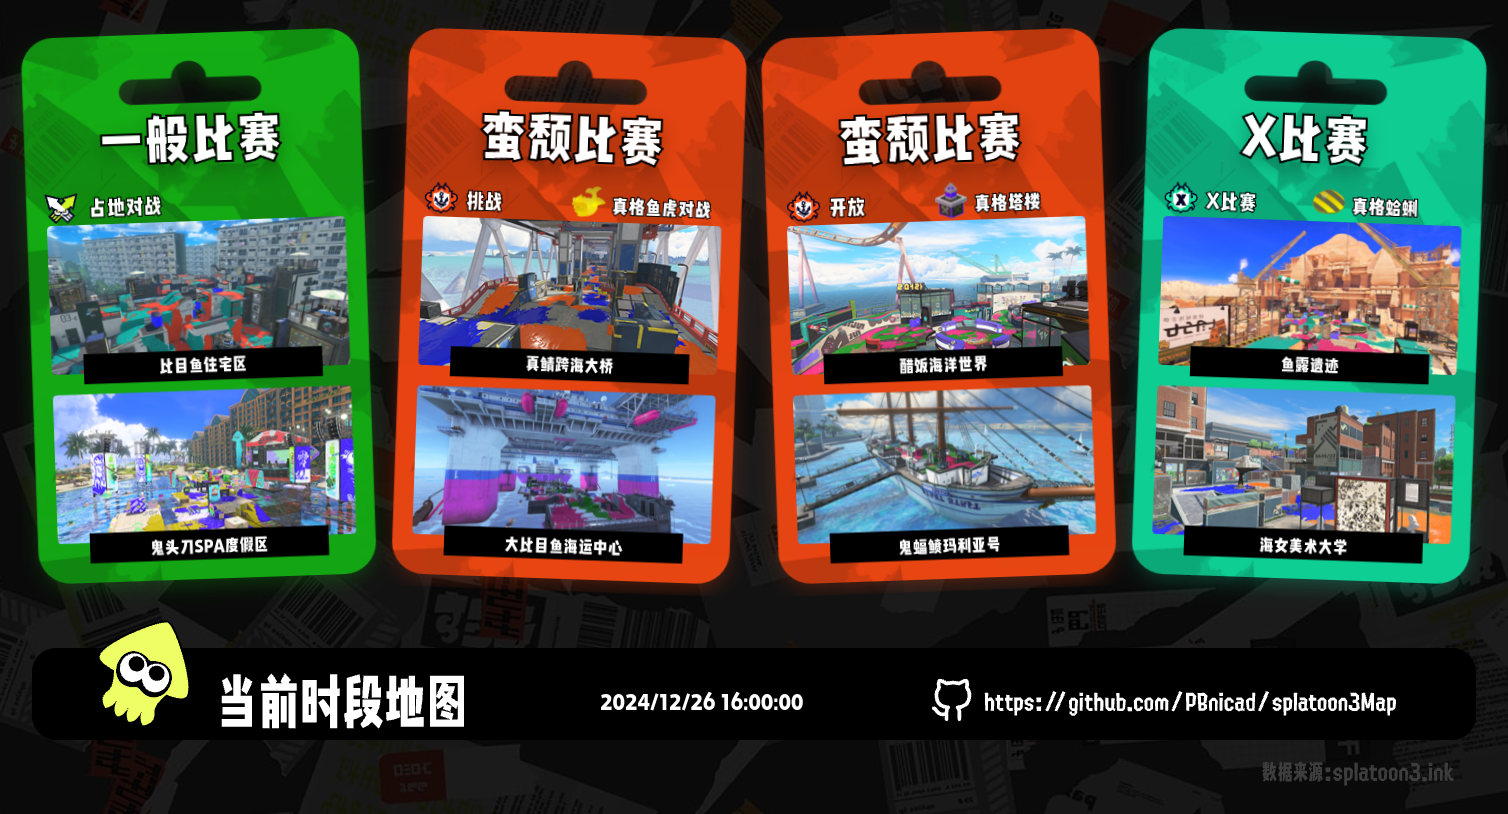 一般比赛
占地对战
比目鱼住宅区
鬼头刀SPA度假区
蛮颓比赛
挑战
真格鱼虎对战
真鲭跨海大桥
大比目鱼海运中心
蛮颓比赛
开放
真格塔楼
醋饭海洋世界
鬼蝠鲼玛利亚号
X比赛
X比赛
真格蛤蜊
鱼露遗迹
海女美术大学
当前时段地图
2024/12/26 16:00:00
https://github.com/PBnicad/splatoon3Map
数据来源:splatoon3.ink